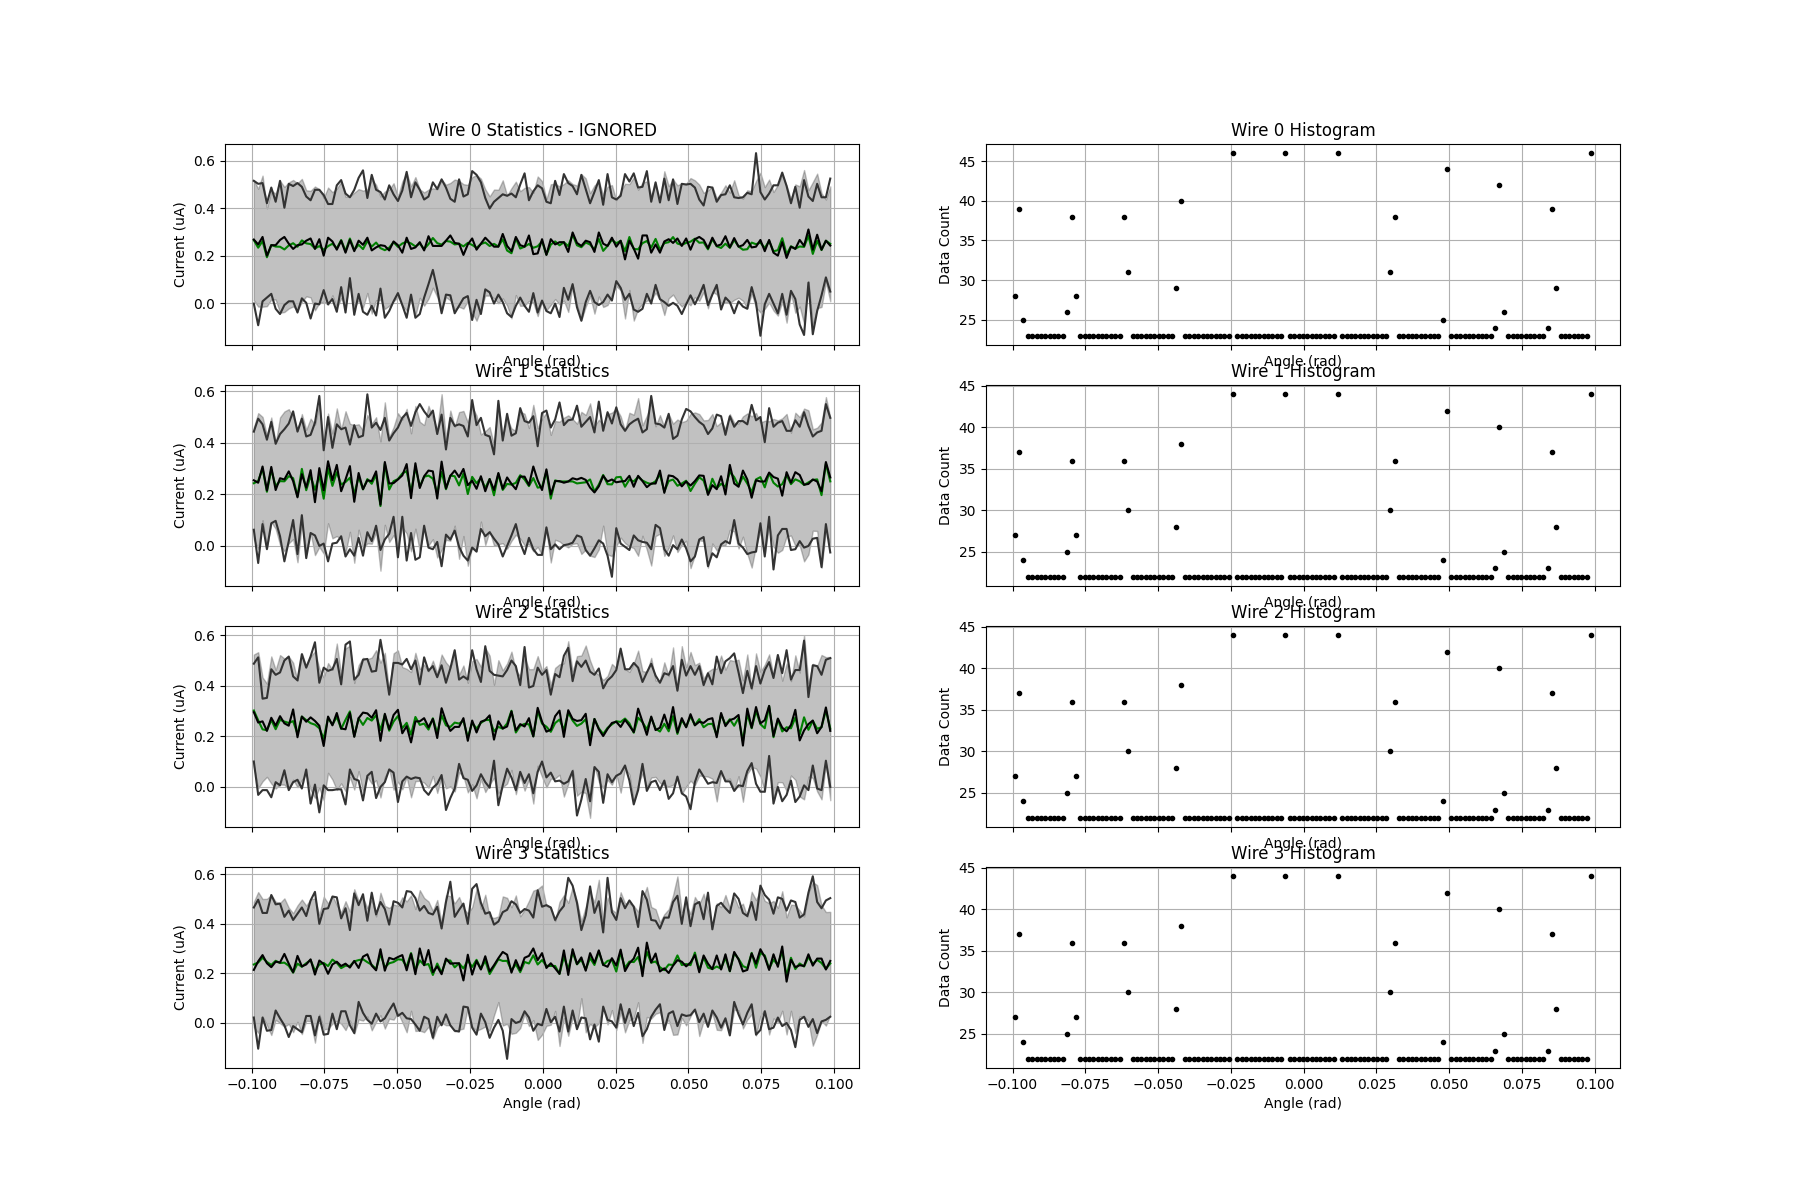 Wire 0 Statistics - IGNORED
Current (uA)
0.6
0.4
0.2
0.0
Angle (rad)
Wire 0 Histogram
Data Count
45
40
35
30
25
Angle (rad)
Wire 1 Statistics
Current (uA)
0.6
0.4
0.2
0.0
Angle (rad)
Wire 1 Histogram
Data Count
45
40
35
30
25
Angle (rad)
Wire 2 Statistics
Current (uA)
0.6
0.4
0.2
0.0
Angle (rad)
Wire 2 Histogram
Data Count
45
40
35
30
25
Angle (rad)
Wire 3 Statistics
Current (uA)
0.6
0.4
0.2
0.0
−0.100 −0.075 −0.050 −0.025 0.000 0.025 0.050 0.075 0.100
Angle (rad)
Wire 3 Histogram
Data Count
45
40
35
30
25
−0.100 −0.075 −0.050 −0.025 0.000 0.025 0.050 0.075 0.100
Angle (rad)